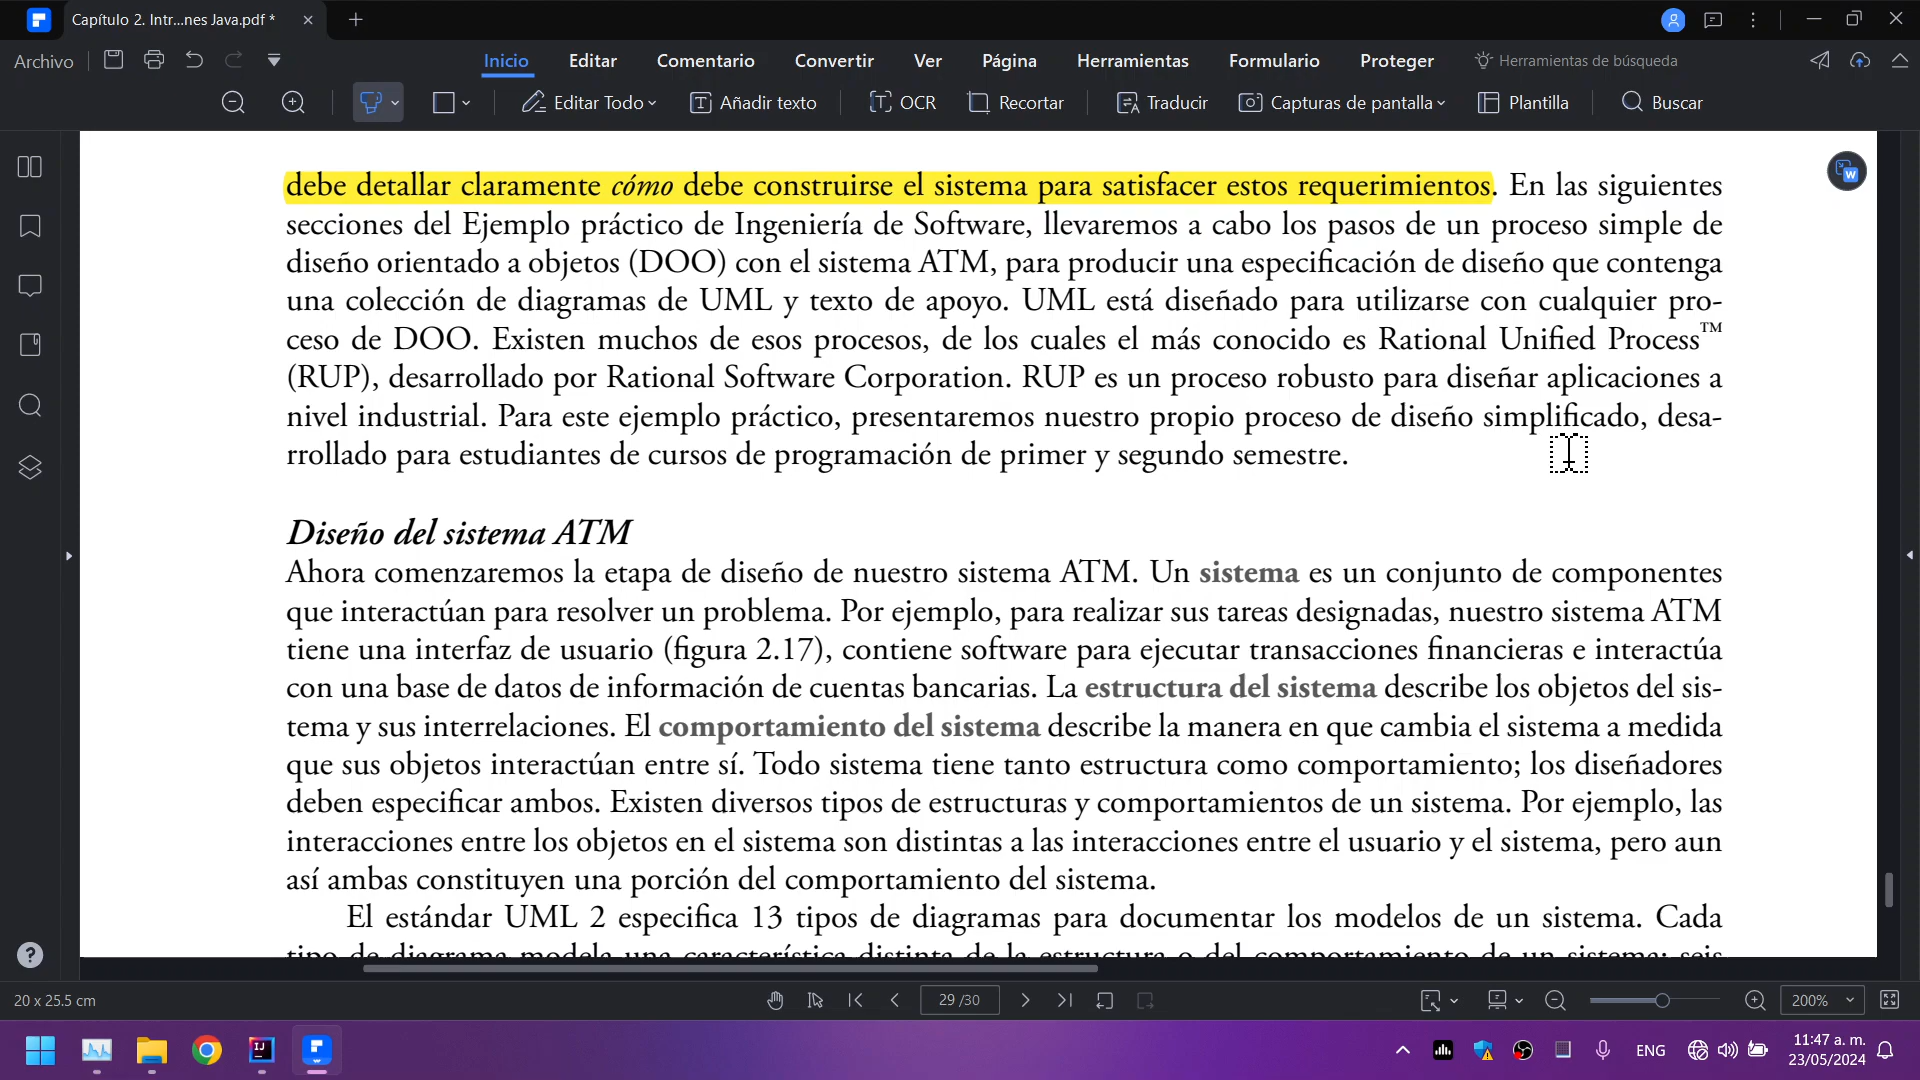 Capítulo 2. Intr...nes Java.pdf *
Archivo
Inicio
Editar
Comentario
Convertir
Ver
Página
Herramientas
Formulario
Proteger
Herramientas de búsqueda
Editar Todo
Añadir texto
OCR
Recortar
Traducir
Capturas de pantalla
Plantilla
Buscar
debe detallar claramente cómo debe construirse el sistema para satisfacer estos requerimientos. En las siguientes
secciones del Ejemplo práctico de Ingeniería de Software, llevaremos a cabo los pasos de un proceso simple de
diseño orientado a objetos (DOO) con el sistema ATM, para producir una especificación de diseño que contenga
una colección de diagramas de UML y texto de apoyo. UML está diseñado para utilizarse con cualquier pro-
ceso de DOO. Existen muchos de esos procesos, de los cuales el más conocido es Rational Unified Process™
(RUP), desarrollado por Rational Software Corporation. RUP es un proceso robusto para diseñar aplicaciones a
nivel industrial. Para este ejemplo práctico, presentaremos nuestro propio proceso de diseño simplificado, desa-
rrollado para estudiantes de cursos de programación de primer y segundo semestre.
Diseño del sistema ATM
Ahora comenzaremos la etapa de diseño de nuestro sistema ATM. Un sistema es un conjunto de componentes
que interactúan para resolver un problema. Por ejemplo, para realizar sus tareas designadas, nuestro sistema ATM
tiene una interfaz de usuario (figura 2.17), contiene software para ejecutar transacciones financieras e interactúa
con una base de datos de información de cuentas bancarias. La estructura del sistema describe los objetos del sis-
tema y sus interrelaciones. El comportamiento del sistema describe la manera en que cambia el sistema a medida
que sus objetos interactúan entre sí. Todo sistema tiene tanto estructura como comportamiento; los diseñadores
deben especificar ambos. Existen diversos tipos de estructuras y comportamientos de un sistema. Por ejemplo, las
interacciones entre los objetos en el sistema son distintas a las interacciones entre el usuario y el sistema, pero aun
así ambas constituyen una porción del comportamiento del sistema.
El estándar UML 2 especifica 13 tipos de diagramas para documentar los modelos de un sistema. Cada
tipo de diagrama modela una característica distinta de la estructura o del comportamiento de un sistema; seis
20 x 25.5 cm
29 /30
200%
ENG
11:47 a. m.
23/05/2024